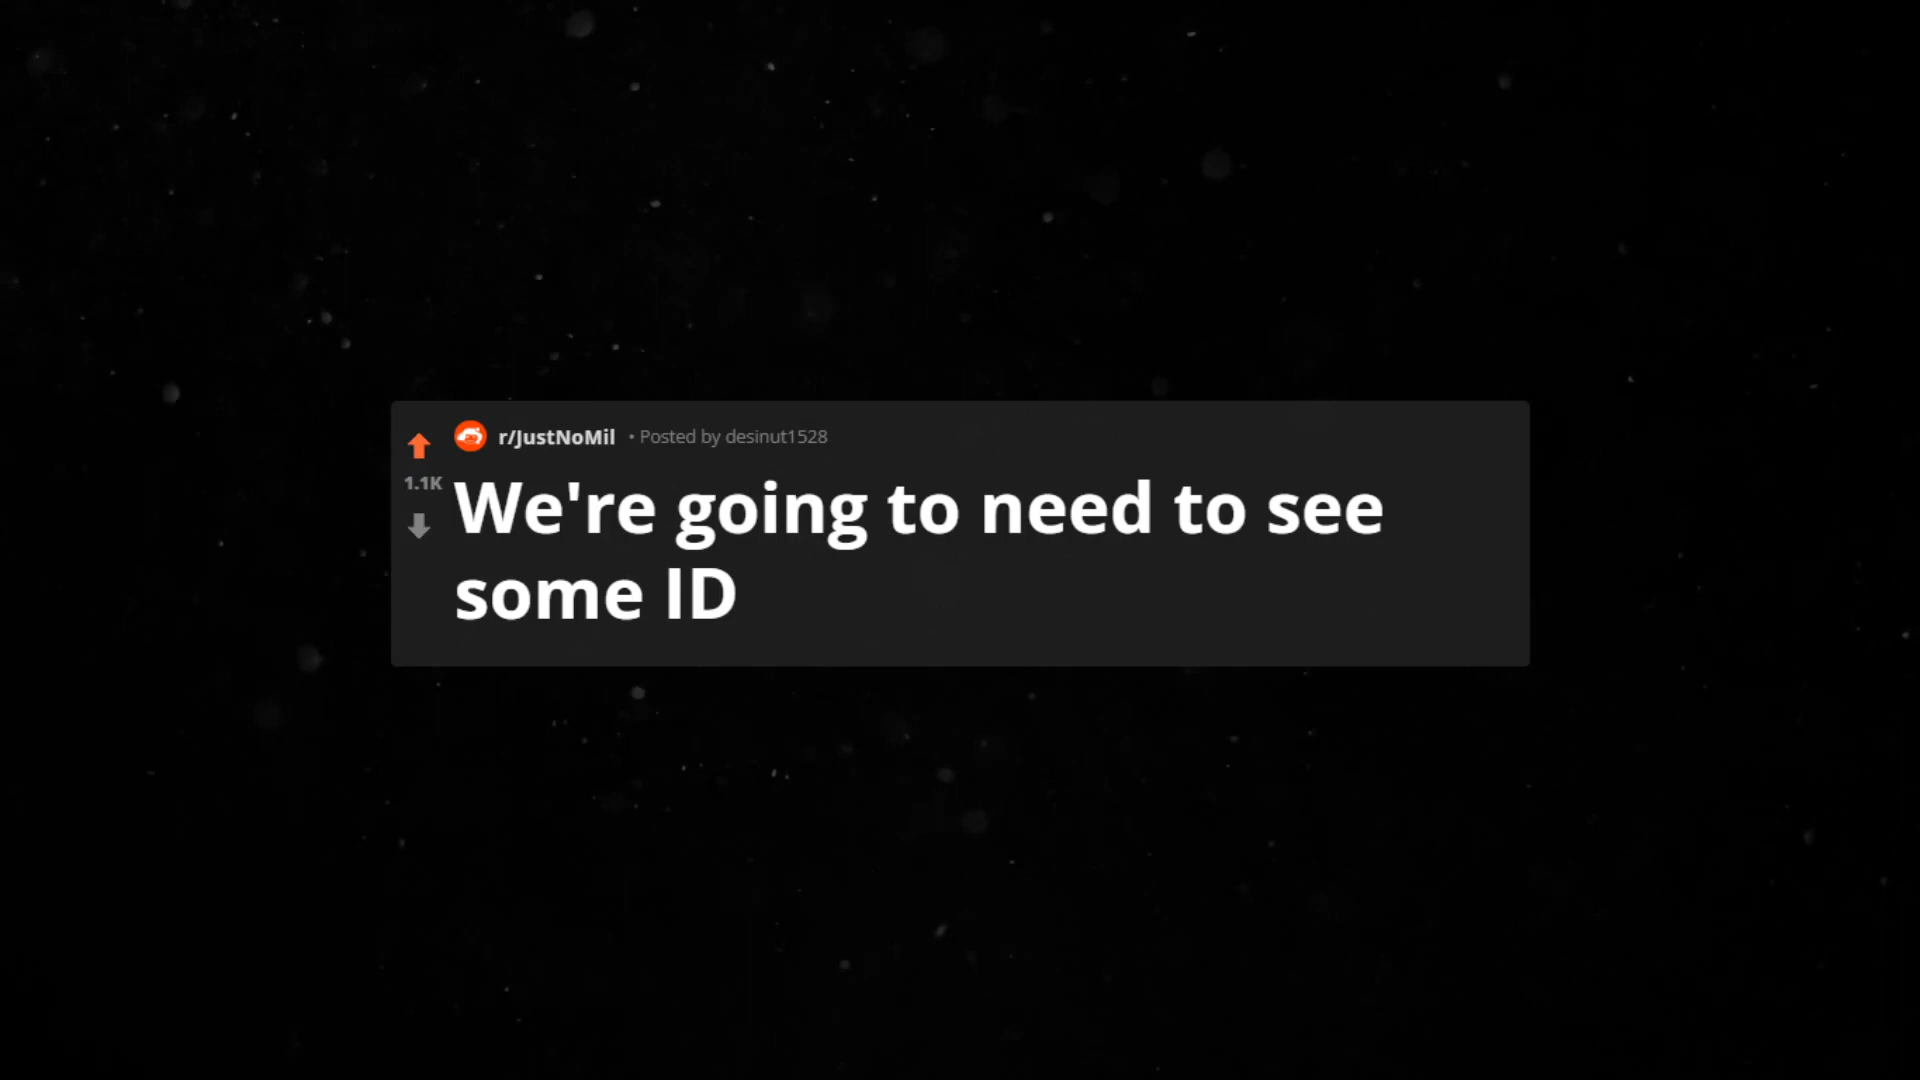 r/JustNoMil • Posted by desinut1528
1.1K
We're going to need to see
some ID